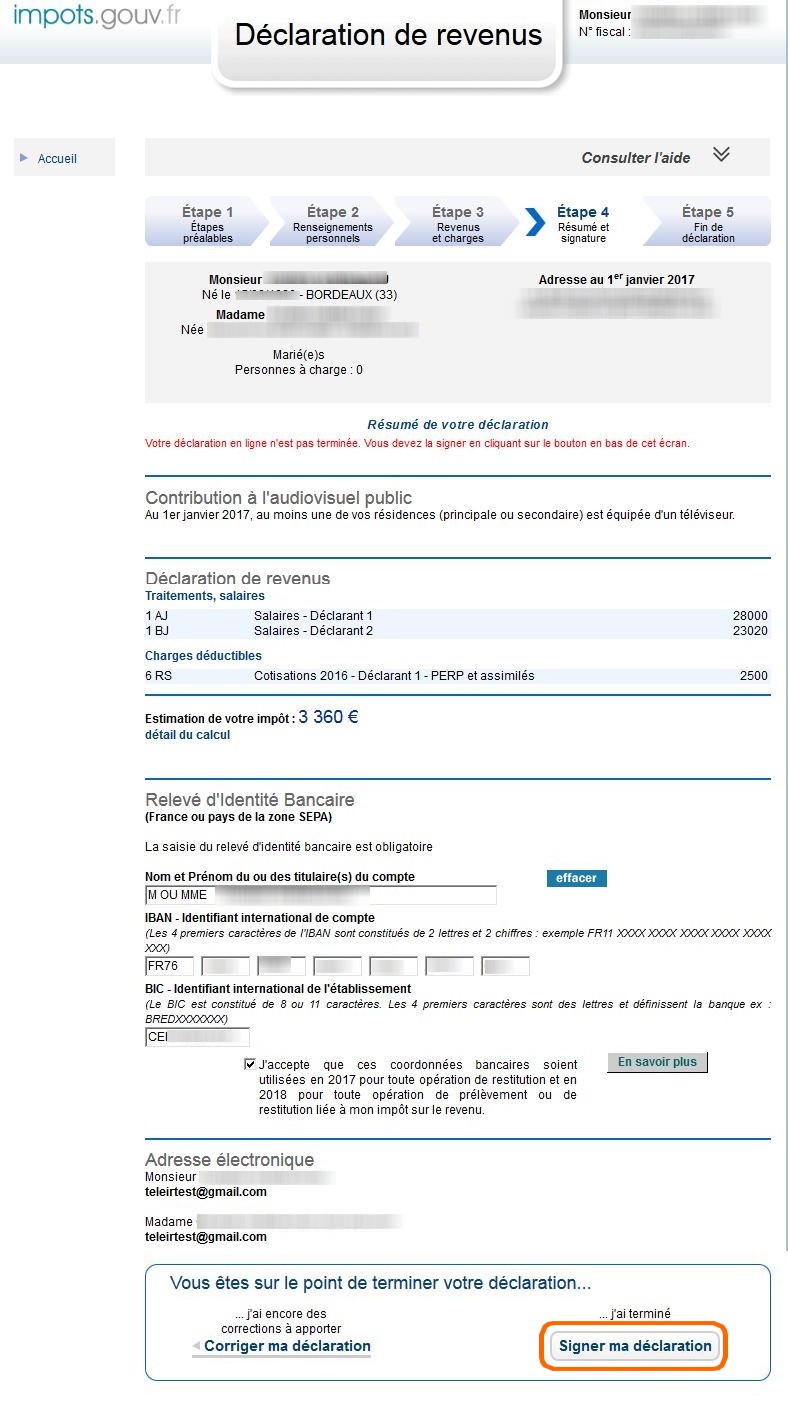 impots.gouv.fr
Déclaration de revenus
Monsieur
N° fiscal :
Accueil
Consulter l'aide
Étape 1
Étapes
préalables
Étape 2
Renseignements
personnels
Étape 3
Revenus
et charges
Étape 4
Résumé et
signature
Étape 5
Fin de
déclaration
Monsieur
Né le - BORDEAUX (33)
Madame
Née
Marié(e)s
Personnes à charge : 0
Adresse au 1er janvier 2017
Résumé de votre déclaration
Votre déclaration en ligne n'est pas terminée. Vous devez la signer en cliquant sur le bouton en bas de cet écran.
Contribution à l'audiovisuel public
Au 1er janvier 2017, au moins une de vos résidences (principale ou secondaire) est équipée d'un téléviseur.
Déclaration de revenus
Traitements, salaires
1 AJ Salaires - Déclarant 1 28000
1 BJ Salaires - Déclarant 2 23020
Charges déductibles
6 RS Cotisations 2016 - Déclarant 1 - PERP et assimilés 2500
Estimation de votre impôt : 3 360 €
détail du calcul
Relevé d'Identité Bancaire
(France ou pays de la zone SEPA)
La saisie du relevé d'identité bancaire est obligatoire
Nom et Prénom du ou des titulaire(s) du compte
effacer
M OU MME
IBAN - Identifiant international de compte
(Les 4 premiers caractères de l'IBAN sont constitués de 2 lettres et 2 chiffres : exemple FR11 XXXX XXXX XXXX XXXX XXXX
XXX)
FR76
BIC - Identifiant international de l'établissement
(Le BIC est constitué de 8 ou 11 caractères. Les 4 premiers caractères sont des lettres et définissent la banque ex :
BREDXXXXXXX)
CEI
J'accepte que ces coordonnées bancaires soient
utilisées en 2017 pour toute opération de restitution et en
2018 pour toute opération de prélèvement ou de
restitution liée à mon impôt sur le revenu.
En savoir plus
Adresse électronique
Monsieur
teleirtest@gmail.com
Madame
teleirtest@gmail.com
Vous êtes sur le point de terminer votre déclaration...
... j'ai encore des
corrections à apporter
Corriger ma déclaration
... j'ai terminé
Signer ma déclaration